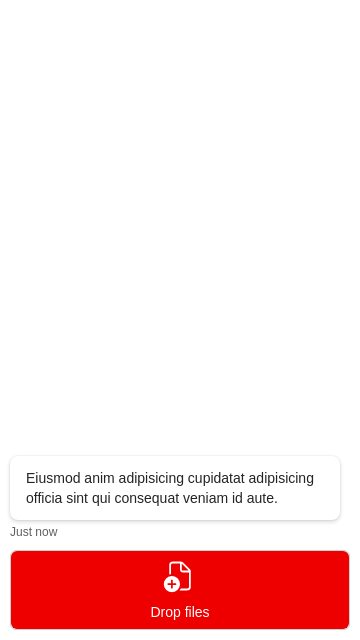 Eiusmod anim adipisicing cupidatat adipisicing
officia sint qui consequat veniam id aute.
Just now
Drop files